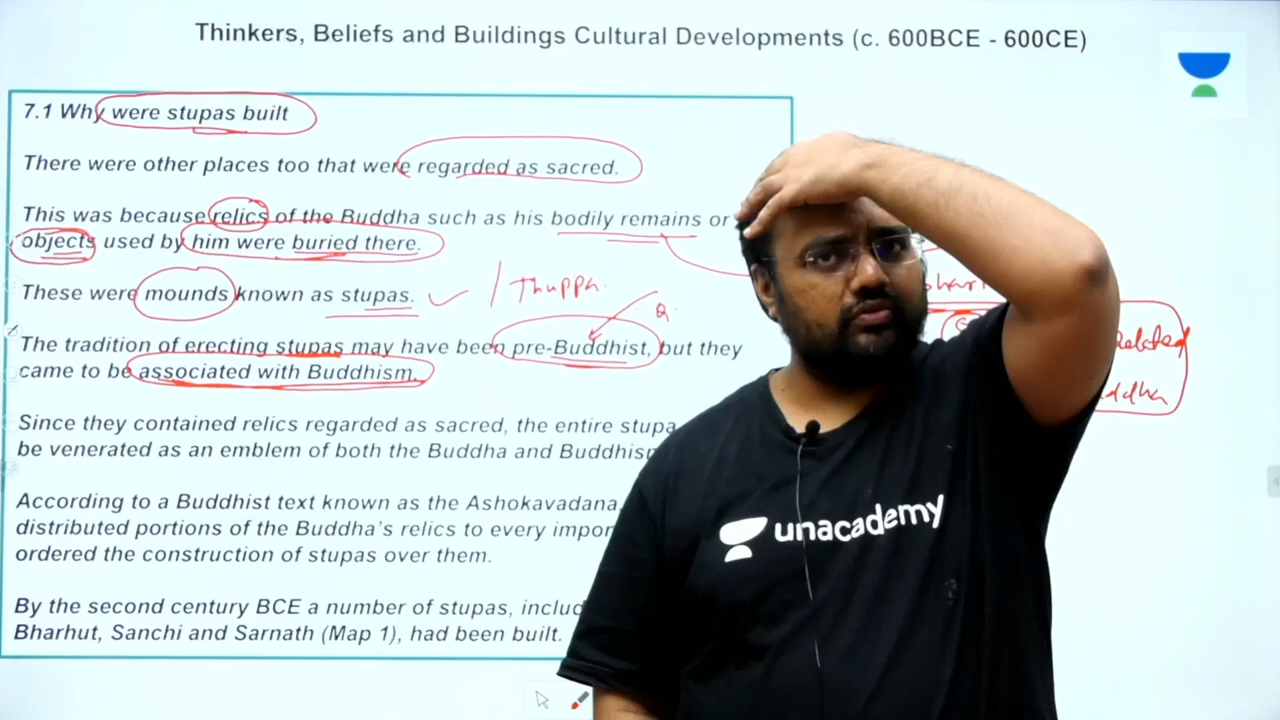 Thinkers, Beliefs and Buildings Cultural Developments (c. 600BCE - 600CE)
7.1 Why were stupas built
There were other places too that were regarded as sacred.
This was because relics of the Buddha such as his bodily remains or
objects used by him were buried there.
These were mounds known as stupas. / Thuppa.
Q.
The tradition of erecting stupas may have been pre-Buddhist, but they
came to be associated with Buddhism.
Related
Since they contained relics regarded as sacred, the entire stupa
be venerated as an emblem of both the Buddha and Buddhism
According to a Buddhist text known as the Ashokavadana,
distributed portions of the Buddha's relics to every impor
ordered the construction of stupas over them.
By the second century BCE a number of stupas, includ
Bharhut, Sanchi and Sarnath (Map 1), had been built.
unacademy